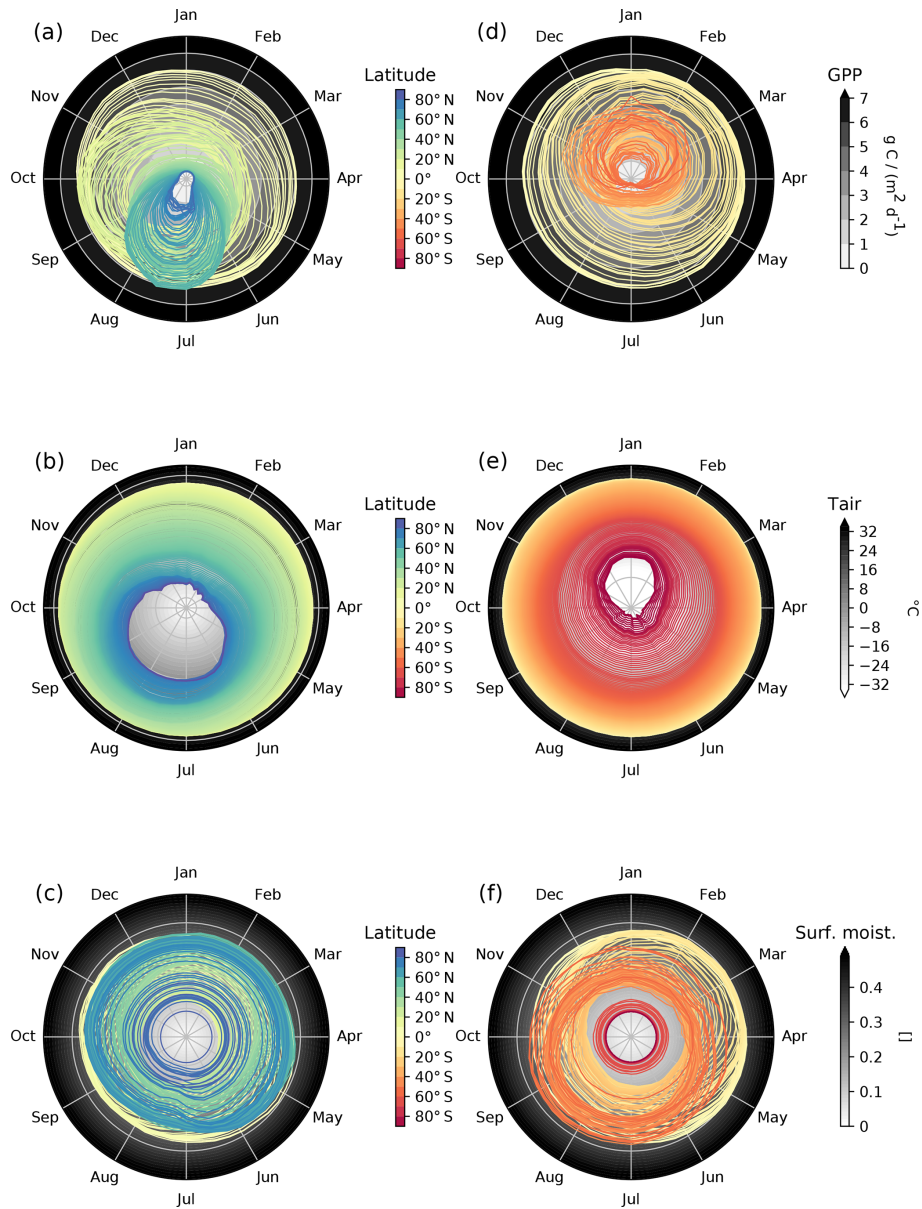 (a)
Jan
Feb
Mar
Apr
May
Jun
Jul
Aug
Sep
Oct
Nov
Dec
Latitude
80° N
60° N
40° N
20° N
0°
20° S
40° S
60° S
80° S
(d)
Jan
Feb
Mar
Apr
May
Jun
Jul
Aug
Sep
Oct
Nov
Dec
GPP
7
6
5
4
3
2
1
0
g C / (m² d⁻¹)
(b)
Jan
Feb
Mar
Apr
May
Jun
Jul
Aug
Sep
Oct
Nov
Dec
Latitude
80° N
60° N
40° N
20° N
0°
20° S
40° S
60° S
80° S
(e)
Jan
Feb
Mar
Apr
May
Jun
Jul
Aug
Sep
Oct
Nov
Dec
Tair
32
24
16
8
0
−8
−16
−24
−32
°C
(c)
Jan
Feb
Mar
Apr
May
Jun
Jul
Aug
Sep
Oct
Nov
Dec
Latitude
80° N
60° N
40° N
20° N
0°
20° S
40° S
60° S
80° S
(f)
Jan
Feb
Mar
Apr
May
Jun
Jul
Aug
Sep
Oct
Nov
Dec
Surf. moist.
0.4
0.3
0.2
0.1
0
[]